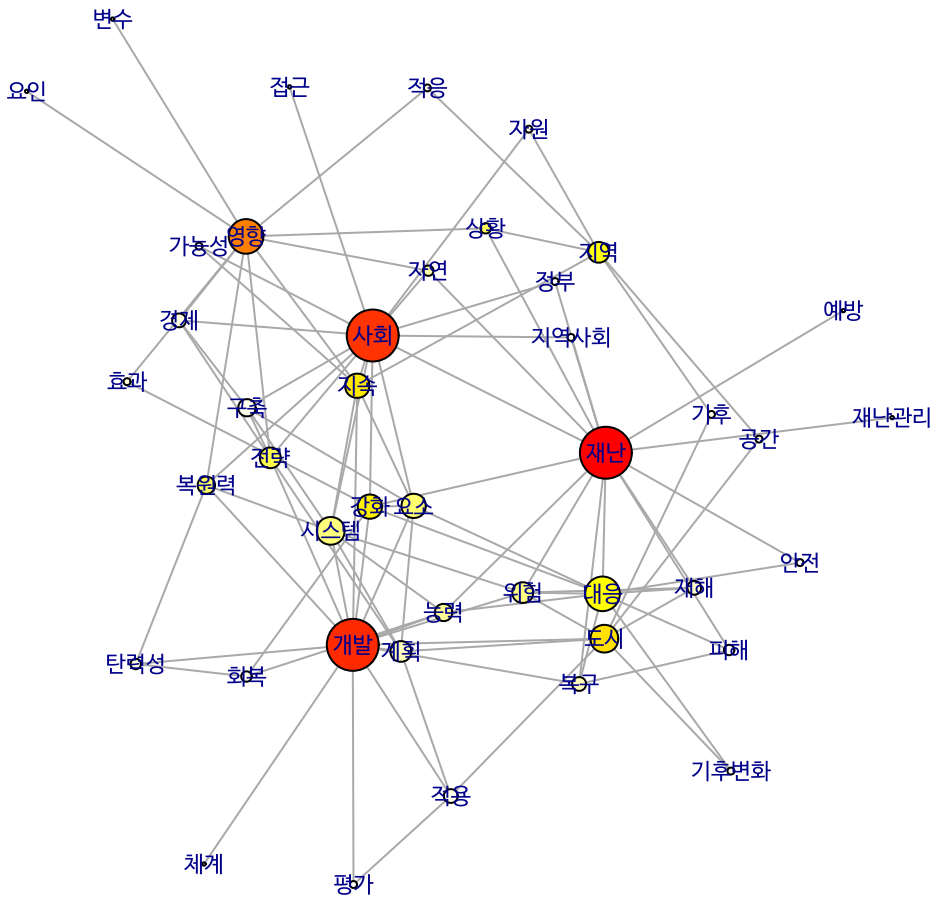 변수
요인
접근
적응
자원
상황
영향
가능성
지역
자연
정부
예방
경제
사회
지역사회
효과
지속
구축
기후
재난관리
공간
재난
전략
복원력
강화
요소
시스템
안전
재해
위험
대응
능력
도시
개발
계획
피해
탄력성
회복
복구
기후변화
적용
체계
평가